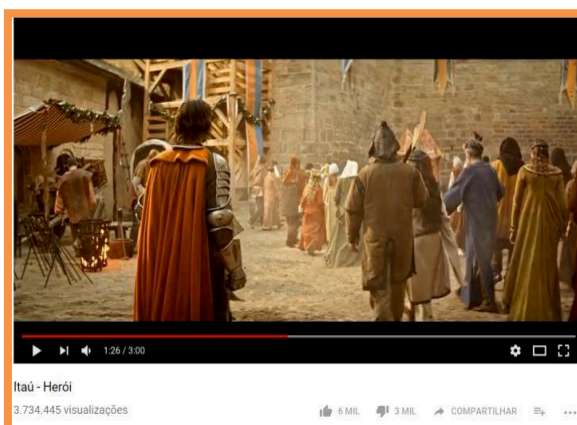 1:26 / 3:00
Itaú - Herói
3.734.445 visualizações
6 MIL
3 MIL
COMPARTILHAR